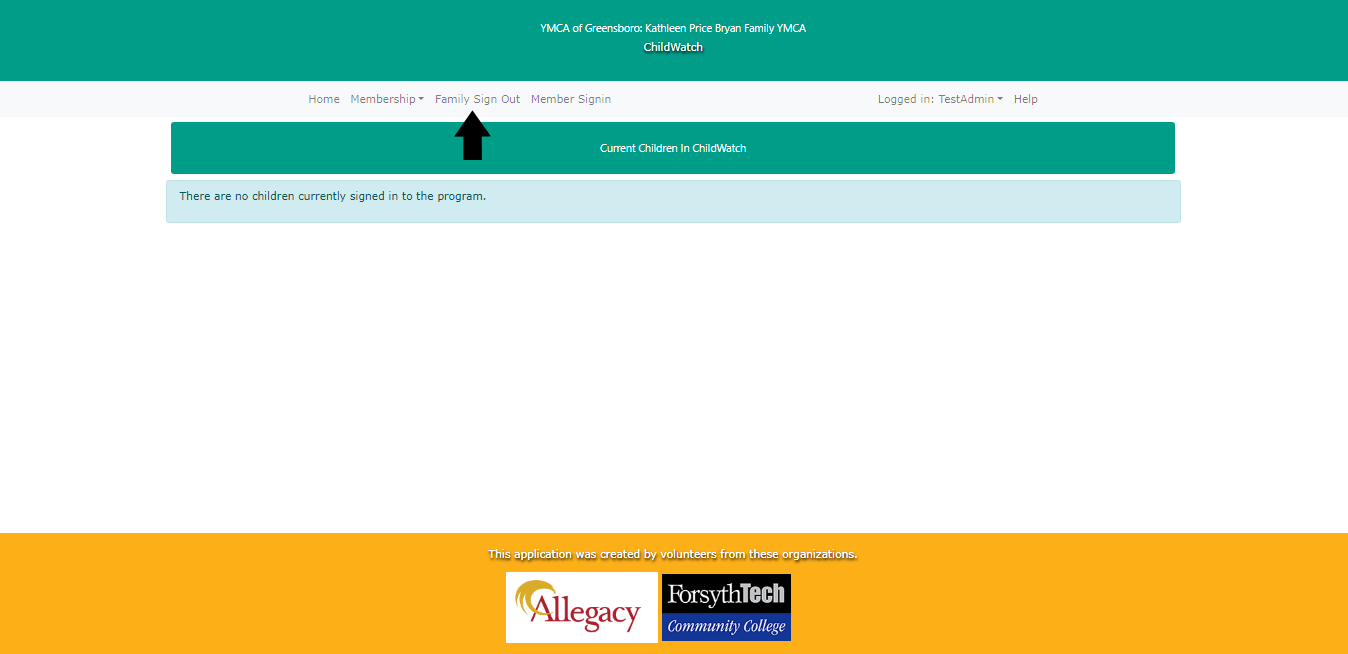 YMCA of Greensboro: Kathleen Price Bryan Family YMCA
ChildWatch
Home Membership Family Sign Out Member Signin Logged in: TestAdmin Help
Current Children In ChildWatch
There are no children currently signed in to the program.
This application was created by volunteers from these organizations.
Allegacy
ForsythTech
Community College